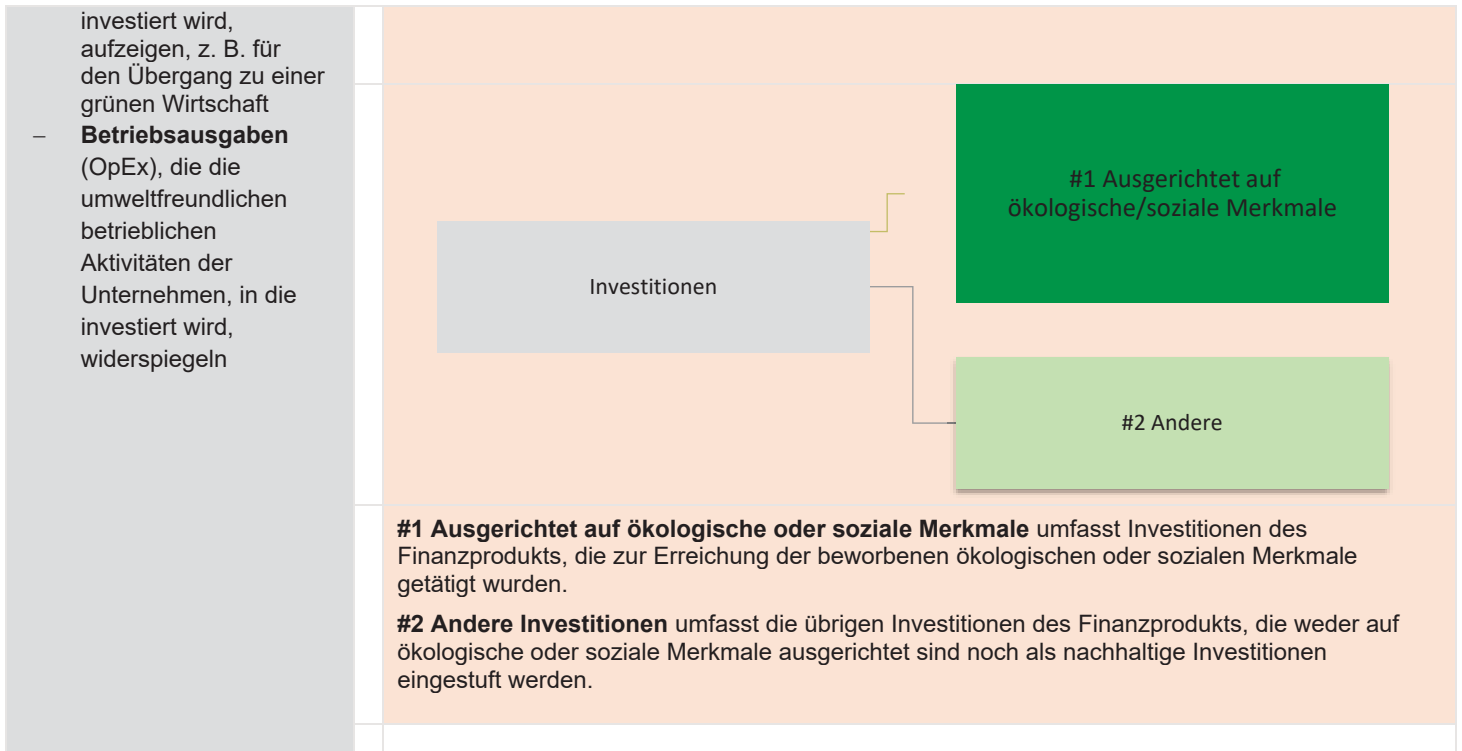 investiert wird,
aufzeigen, z. B. für
den Übergang zu einer
grünen Wirtschaft
– Betriebsausgaben
(OpEx), die die
umweltfreundlichen
betrieblichen
Aktivitäten der
Unternehmen, in die
investiert wird,
widerspiegeln
Investitionen
#1 Ausgerichtet auf
ökologische/soziale Merkmale
#2 Andere
#1 Ausgerichtet auf ökologische oder soziale Merkmale umfasst Investitionen des
Finanzprodukts, die zur Erreichung der beworbenen ökologischen oder sozialen Merkmale
getätigt wurden.
#2 Andere Investitionen umfasst die übrigen Investitionen des Finanzprodukts, die weder auf
ökologische oder soziale Merkmale ausgerichtet sind noch als nachhaltige Investitionen
eingestuft werden.